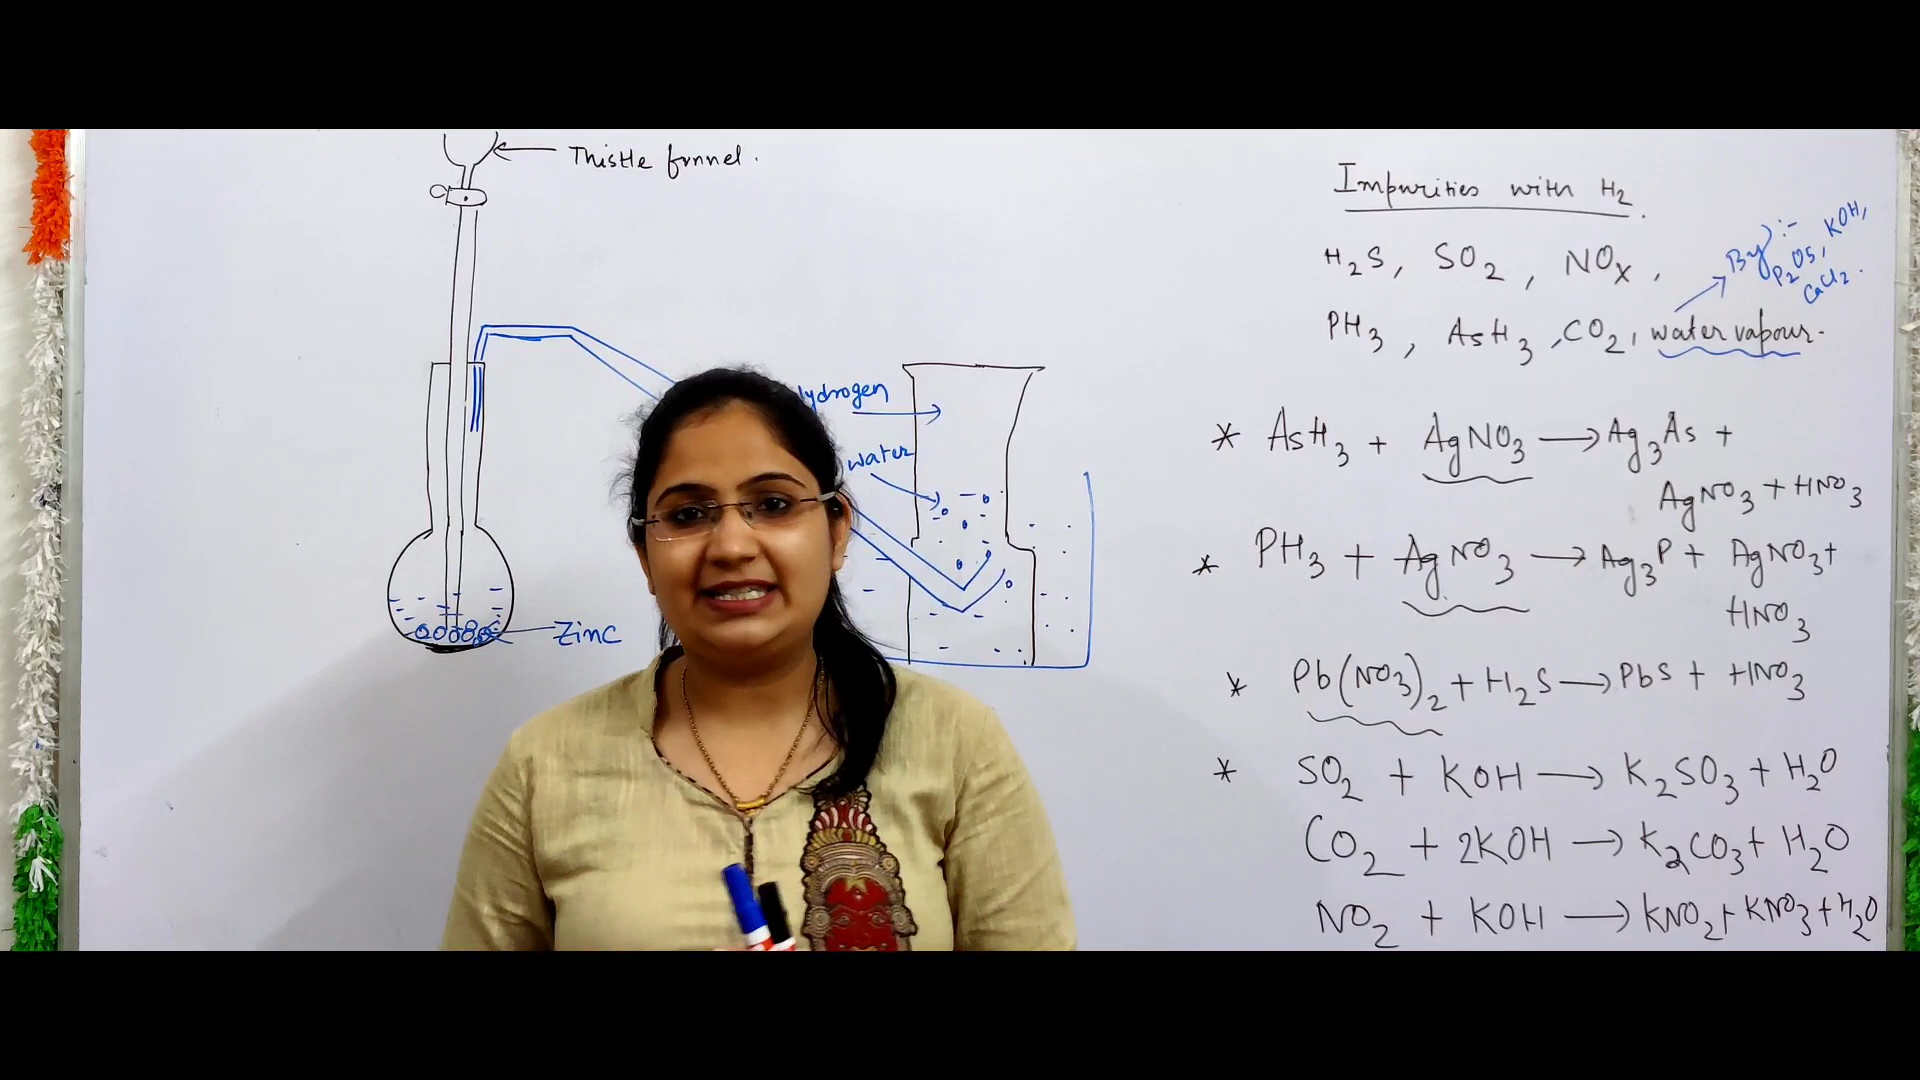 Thistle funnel.
ydrogen
water
Zinc
Impurities with H₂.
H₂S, SO₂, NOx,
By :-
P₂O5, KOH,
CaCl₂.
PH₃, AsH₃, CO₂, water vapour.
* AsH₃ + AgNO₃ → Ag₃As +
AgNO₃ + HNO₃
* PH₃ + AgNO₃ → Ag₃P + AgNO₃ +
HNO₃
* Pb(NO₃)₂ + H₂S → PbS + HNO₃
* SO₂ + KOH → K₂SO₃ + H₂O
CO₂ + 2KOH → K₂CO₃ + H₂O
NO₂ + KOH → KNO₂ + KNO₃ + H₂O